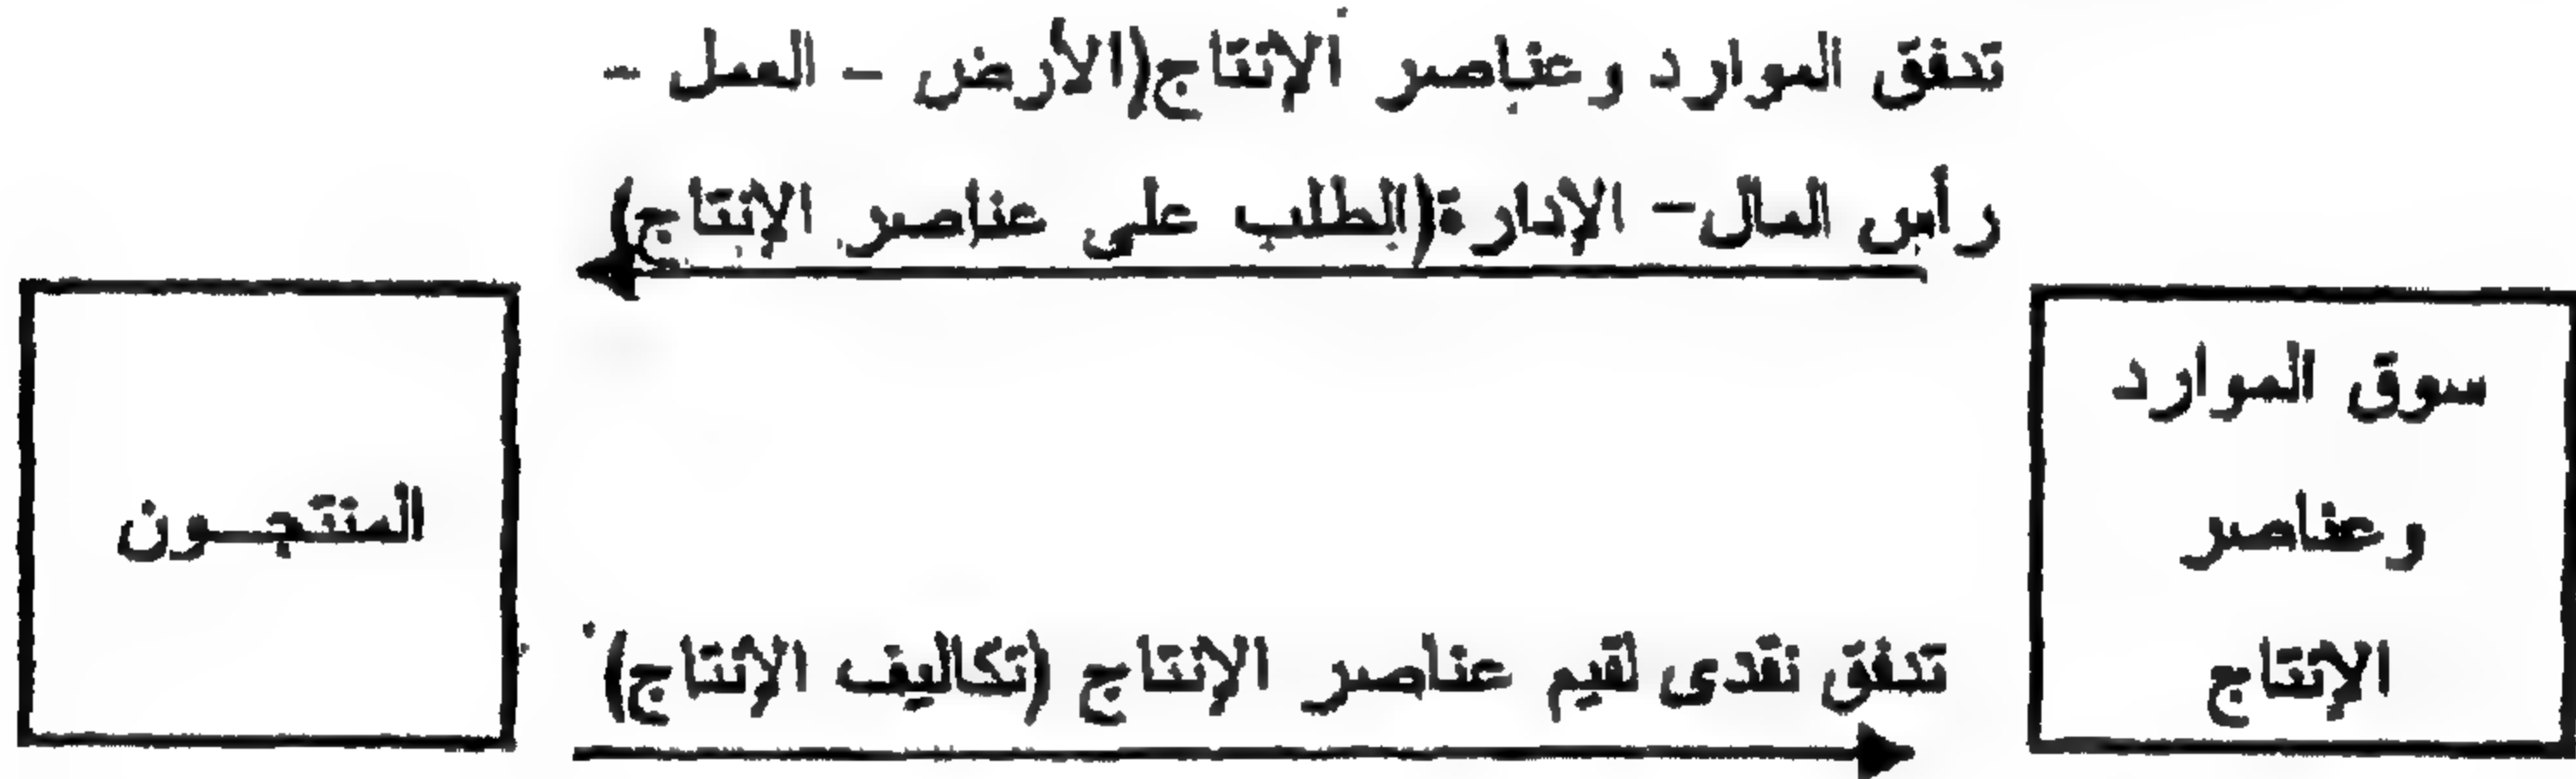 تدفق الموارد وعناصر الإنتاج(الأرض – العمل –
رأس المال– الإدارة(الطلب على عناصر الإنتاج)
سوق الموارد
وعناصر
الإنتاج
المنتجــون
تدفق نقدى لقيم عناصر الإنتاج (تكاليف الإنتاج)